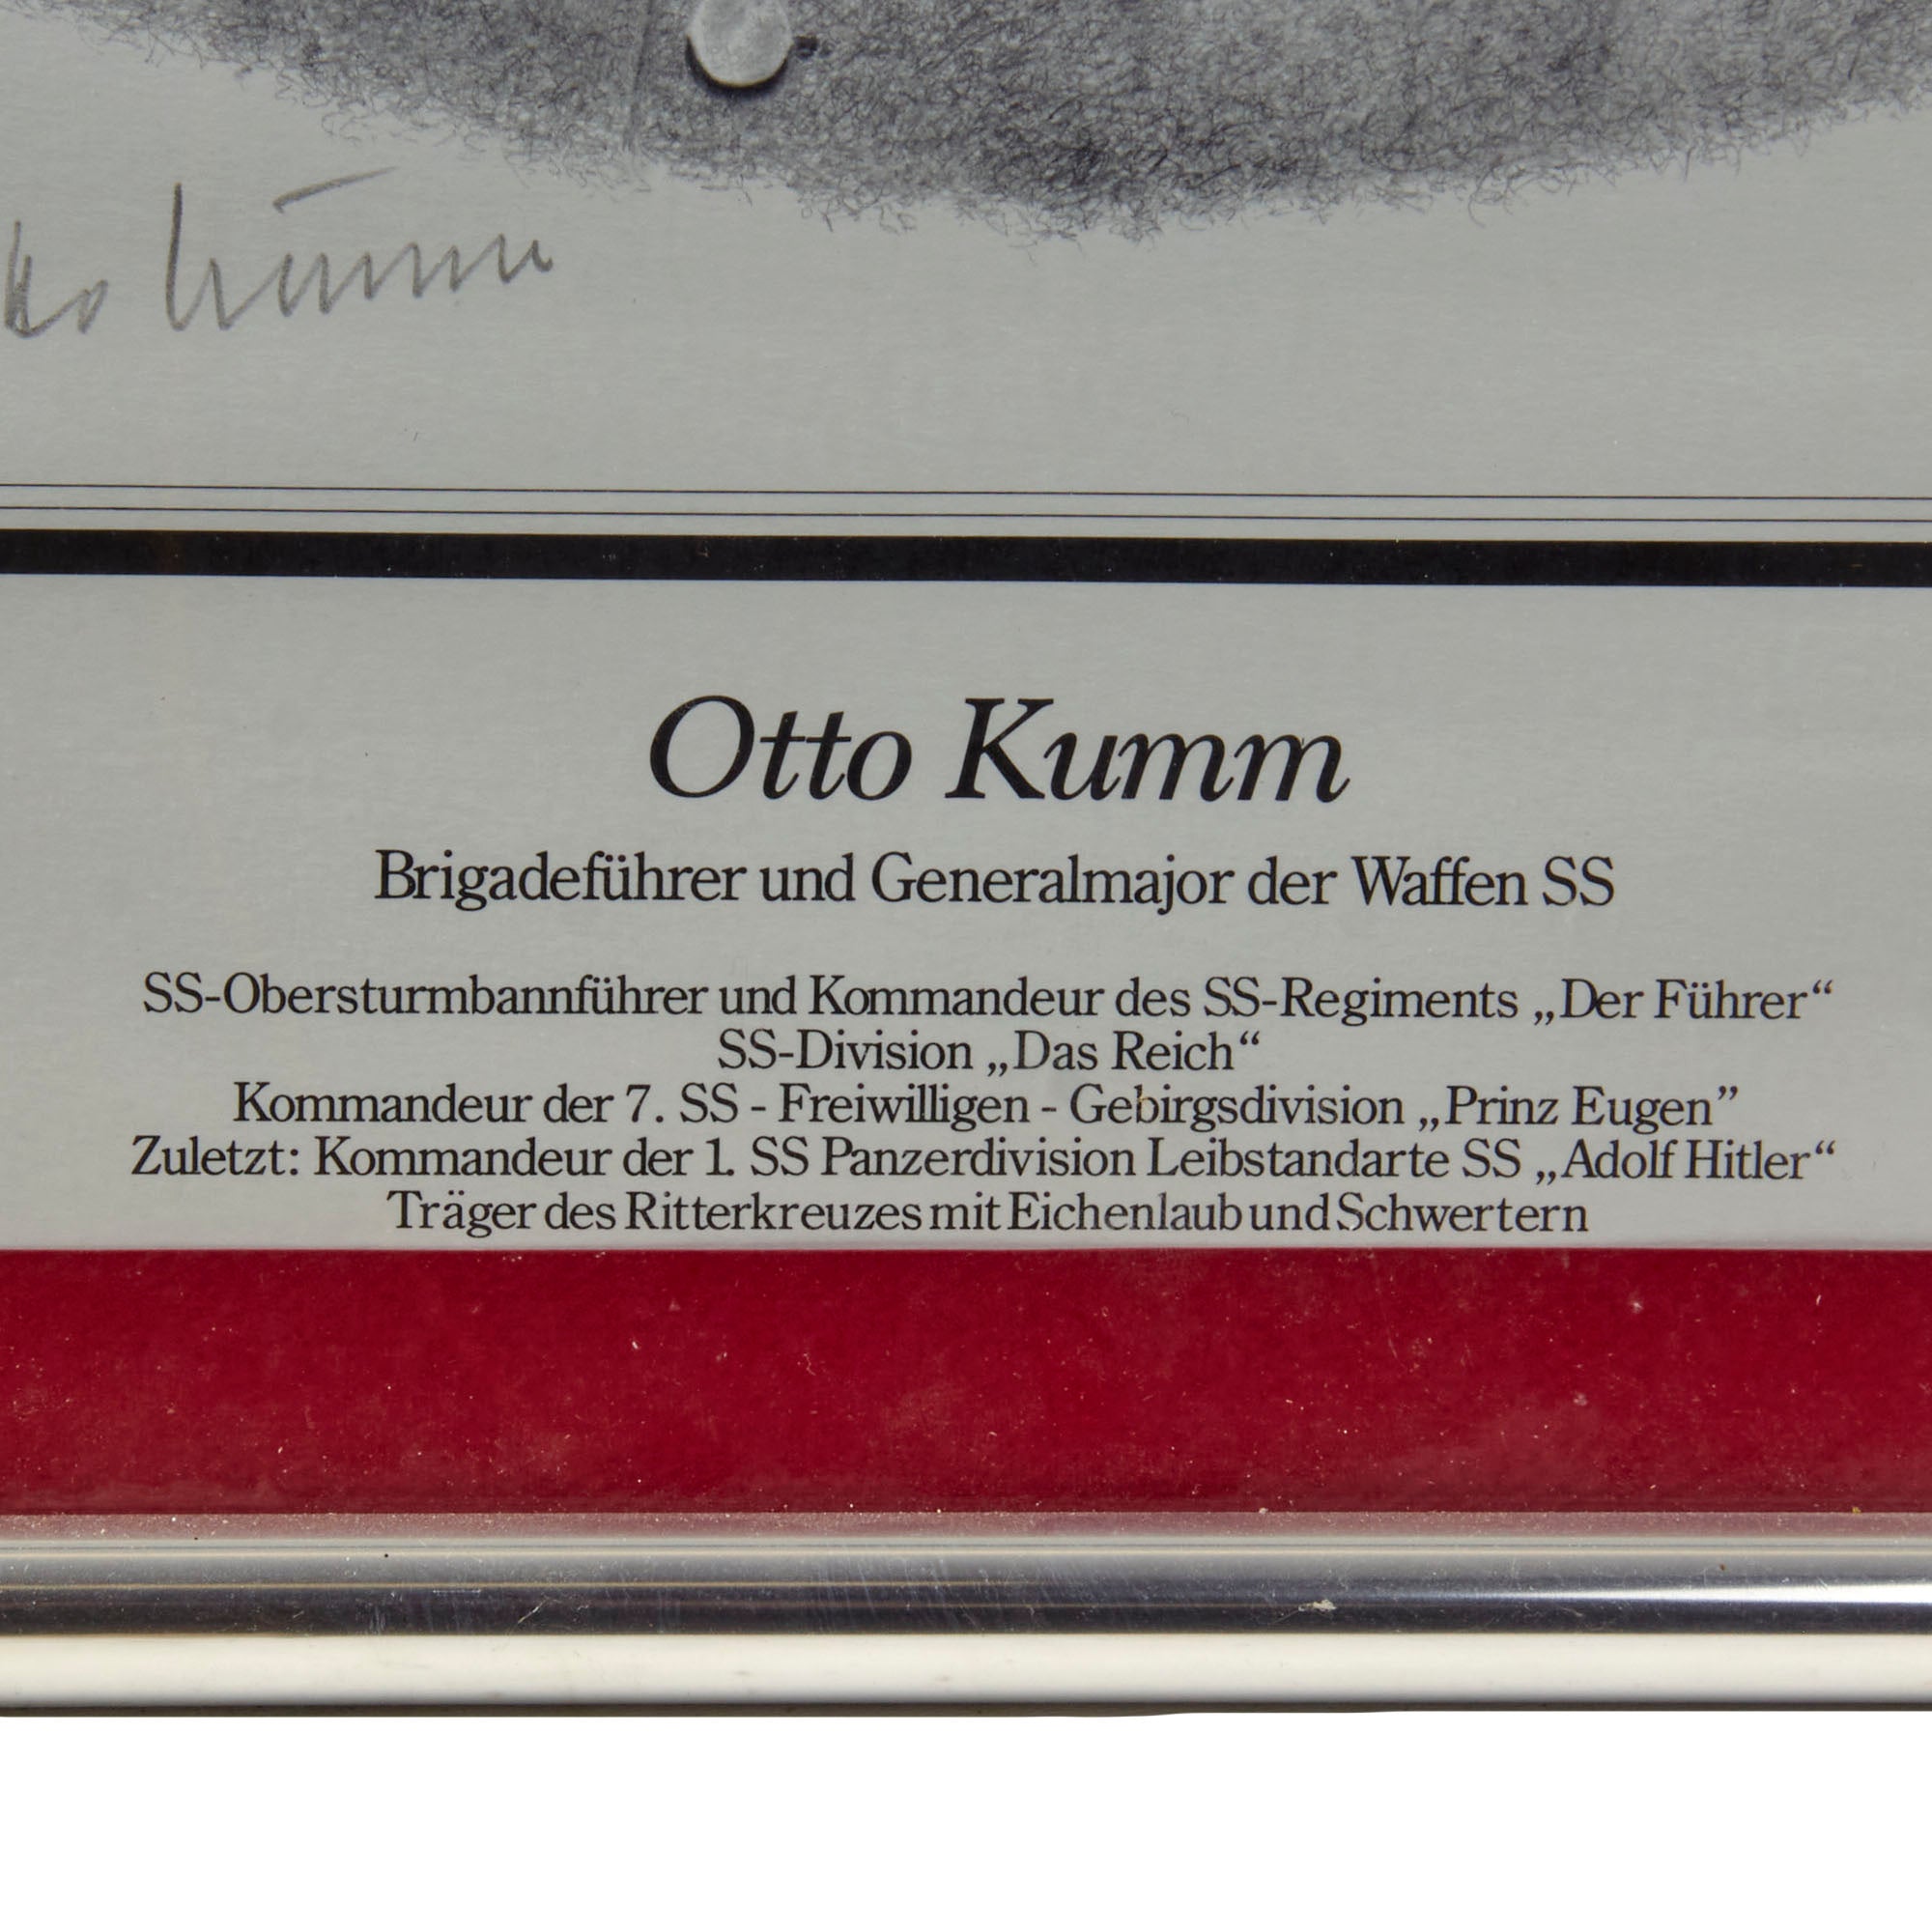 tto Kumm
Otto Kumm
Brigadeführer und Generalmajor der Waffen SS
SS-Obersturmbannführer und Kommandeur des SS-Regiments „Der Führer“
SS-Division „Das Reich“
Kommandeur der 7. SS - Freiwilligen - Gebirgsdivision „Prinz Eugen”
Zuletzt: Kommandeur der 1. SS Panzerdivision Leibstandarte SS „Adolf Hitler“
Träger des Ritterkreuzes mit Eichenlaub und Schwertern